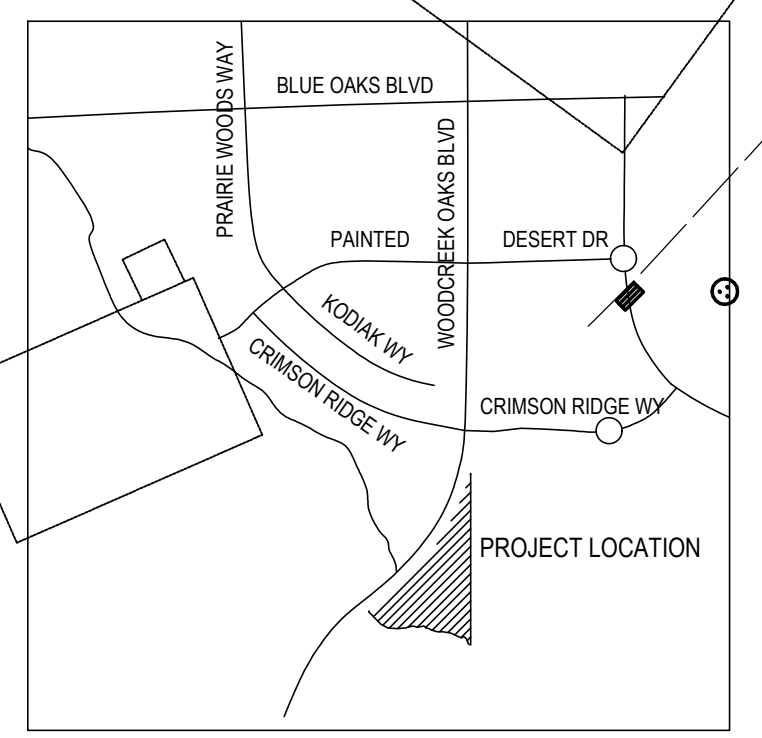 PRAIRIE WOODS WAY
BLUE OAKS BLVD
WOODCREEK OAKS BLVD
PAINTED
DESERT DR
KODIAK WY
CRIMSON RIDGE WY
CRIMSON RIDGE WY
PROJECT LOCATION